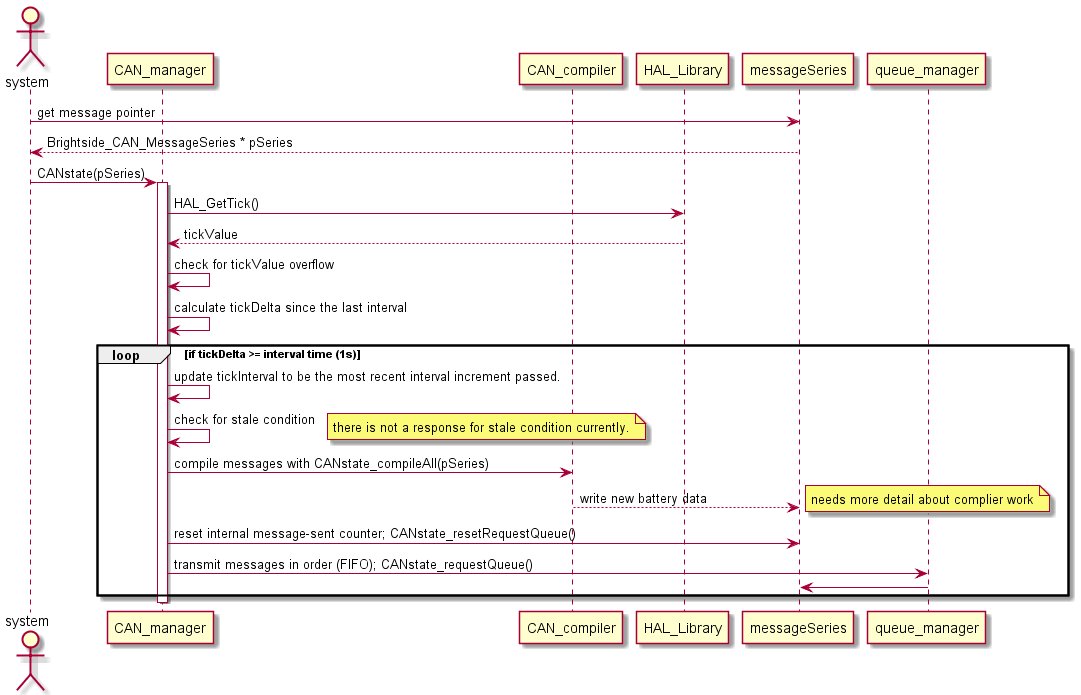 system
CAN_manager
CAN_compiler
HAL_Library
messageSeries
queue_manager
get message pointer
Brightside_CAN_MessageSeries * pSeries
CANstate(pSeries)
HAL_GetTick()
tickValue
check for tickValue overflow
calculate tickDelta since the last interval
loop
[if tickDelta >= interval time (1s)]
update tickInterval to be the most recent interval increment passed.
check for stale condition
there is not a response for stale condition currently.
compile messages with CANstate_compileAll(pSeries)
write new battery data
needs more detail about complier work
reset internal message-sent counter; CANstate_resetRequestQueue()
transmit messages in order (FIFO); CANstate_requestQueue()
system
CAN_manager
CAN_compiler
HAL_Library
messageSeries
queue_manager